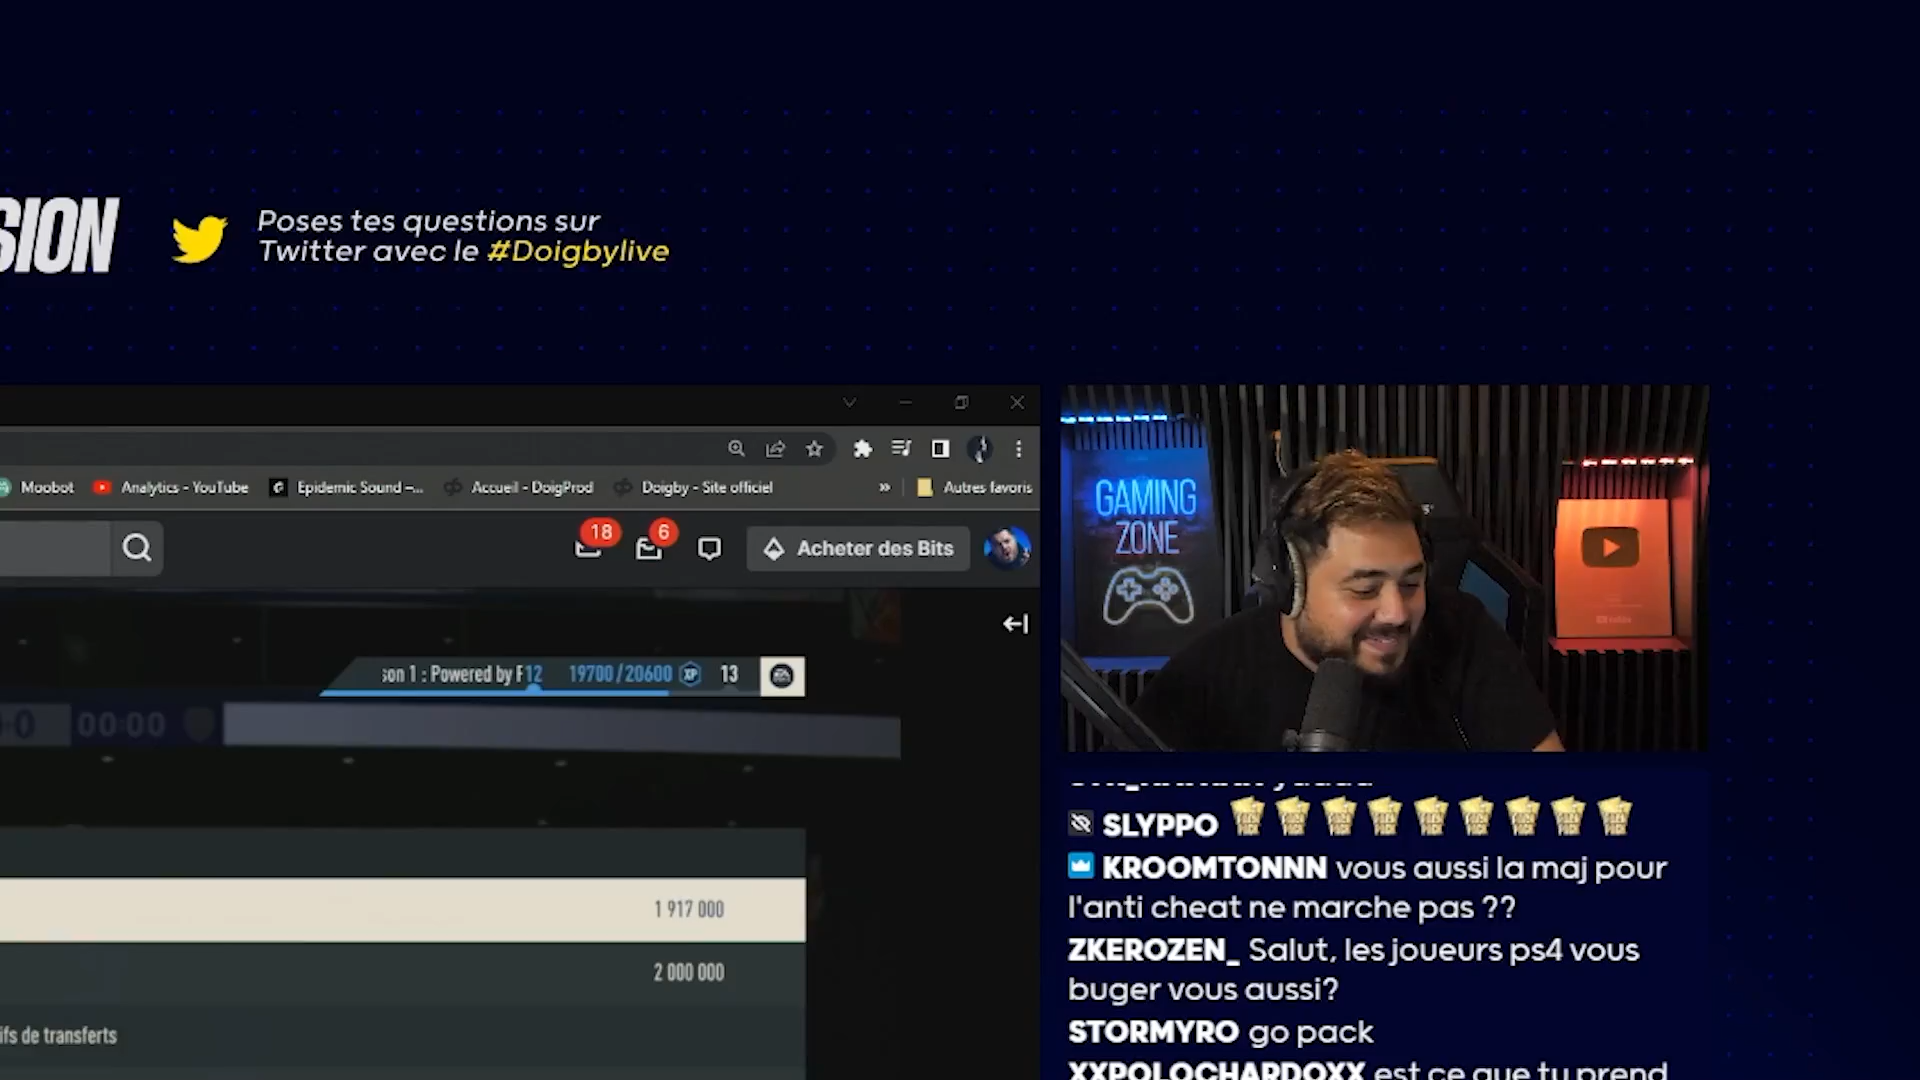 SION
Poses tes questions sur
Twitter avec le #Doigbylive
Moobot
Analytics - YouTube
Epidemic Sound –...
Accueil - DoigProd
Doigby - Site officiel
»
Autres favoris
18
6
Acheter des Bits
son 1 : Powered by F 12 19700/20600 XP 13
00:00
1 917 000
2 000 000
ifs de transferts
GAMING
ZONE
SLYPPO
KROOMTONNN vous aussi la maj pour
l'anti cheat ne marche pas ??
ZKEROZEN_ Salut, les joueurs ps4 vous
buger vous aussi?
STORMYRO go pack
XXPOLOCHARDOXX est ce que tu prend